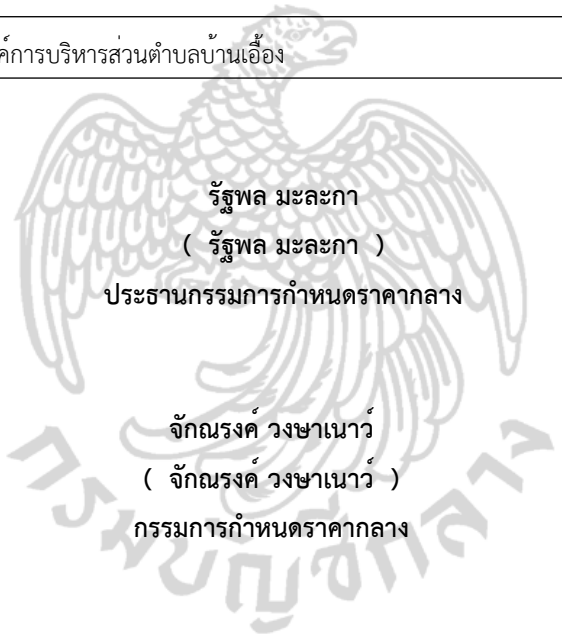 ค์การบริหารส่วนตำบลบ้านเอื้อง
รัฐพล มะละกา
( รัฐพล มะละกา )
ประธานกรรมการกำหนดราคากลาง
จักณรงค์ วงษาเนาว์
( จักณรงค์ วงษาเนาว์ )
กรรมการกำหนดราคากลาง
กรมบัญชีกลาง